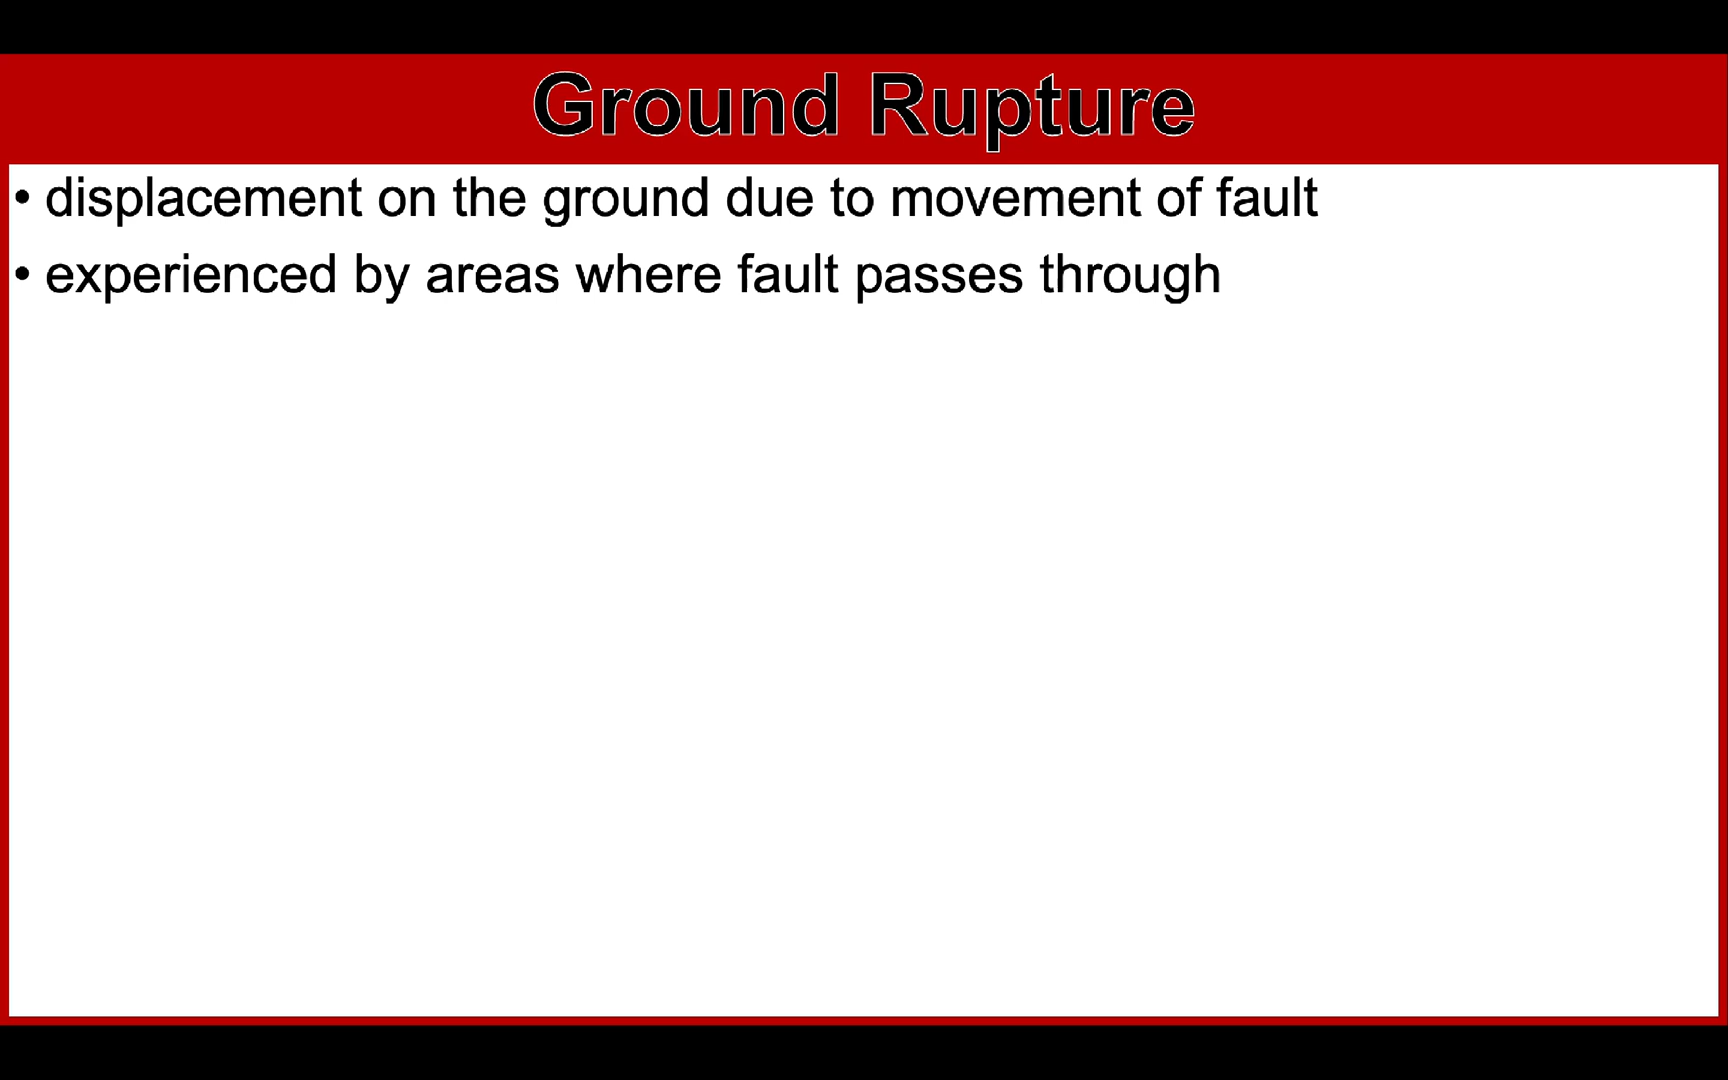 Ground Rupture
• displacement on the ground due to movement of fault
• experienced by areas where fault passes through